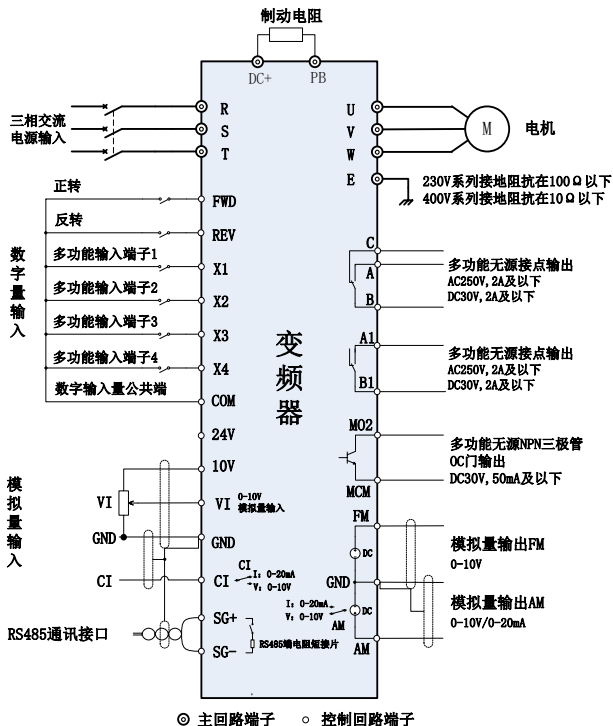 制动电阻
DC+ PB
三相交流
电源输入
R
S
T
U
V
W
E
M
电机
230V系列接地阻抗在100Ω以下
400V系列接地阻抗在10Ω以下
数字量输入
正转
FWD
反转
REV
多功能输入端子1
X1
多功能输入端子2
X2
多功能输入端子3
X3
多功能输入端子4
X4
数字输入量公共端
COM
24V
变频器
C
A
B
多功能无源接点输出
AC250V,2A及以下
DC30V,2A及以下
A1
B1
多功能无源接点输出
AC250V,2A及以下
DC30V,2A及以下
MO2
MCM
多功能无源NPN三极管
OC门输出
DC30V,50mA及以下
模拟量输入
10V
VI
VI
0-10V
模拟量输入
GND
GND
CI
CI
CI
I: 0-20mA
V: 0-10V
FM
DC
模拟量输出FM
0-10V
GND
I: 0-20mA
V: 0-10V
AM
DC
AM
模拟量输出AM
0-10V/0-20mA
RS485通讯接口
SG+
SG-
RS485端电阻短接片
主回路端子 控制回路端子